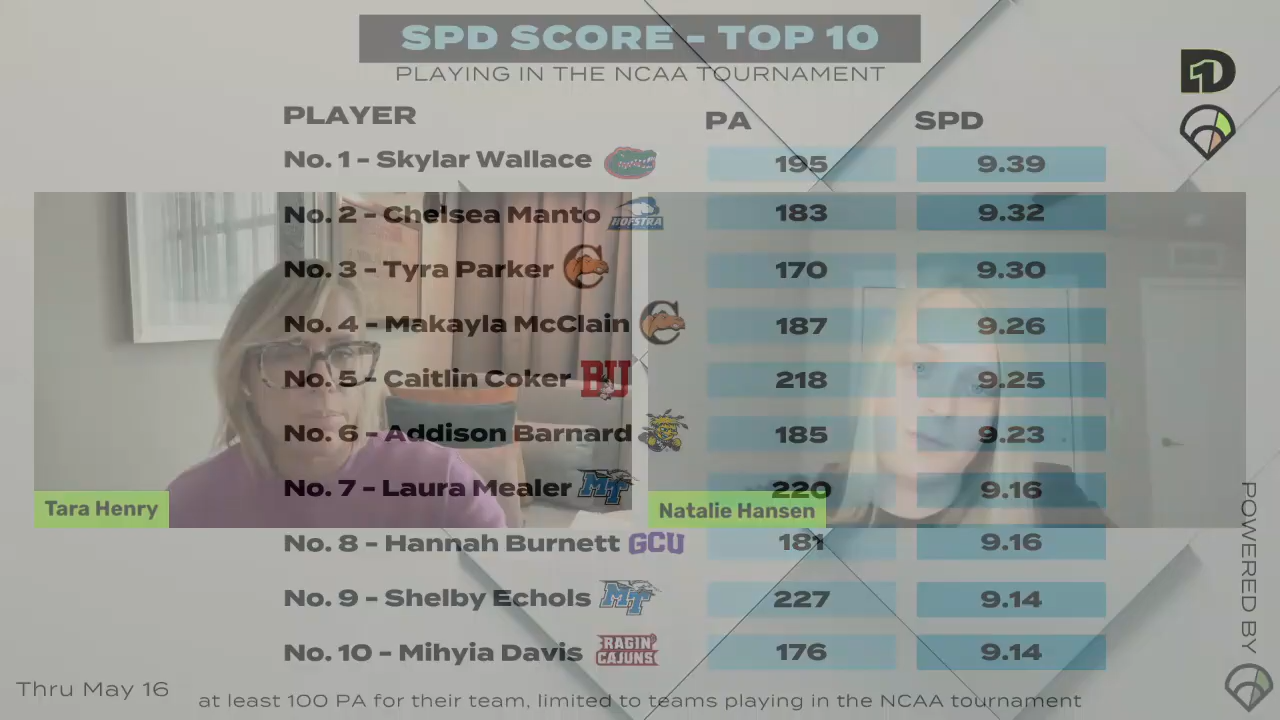 SPD SCORE - TOP 10
PLAYING IN THE NCAA TOURNAMENT
D1
PLAYER PA SPD
No. 1 - Skylar Wallace 195 9.39
No. 2 - Chelsea Manto HOFSTRA 183 9.32
No. 3 - Tyra Parker C 170 9.30
No. 4 - Makayla McClain C 187 9.26
No. 5 - Caitlin Coker BU 218 9.25
No. 6 - Addison Barnard 185 9.23
No. 7 - Laura Mealer MT 220 9.16
Tara Henry
Natalie Hansen
No. 8 - Hannah Burnett GCU 181 9.16
No. 9 - Shelby Echols MT 227 9.14
No. 10 - Mihyia Davis RAGIN CAJUNS 176 9.14
POWERED BY
Thru May 16
at least 100 PA for their team, limited to teams playing in the NCAA tournament